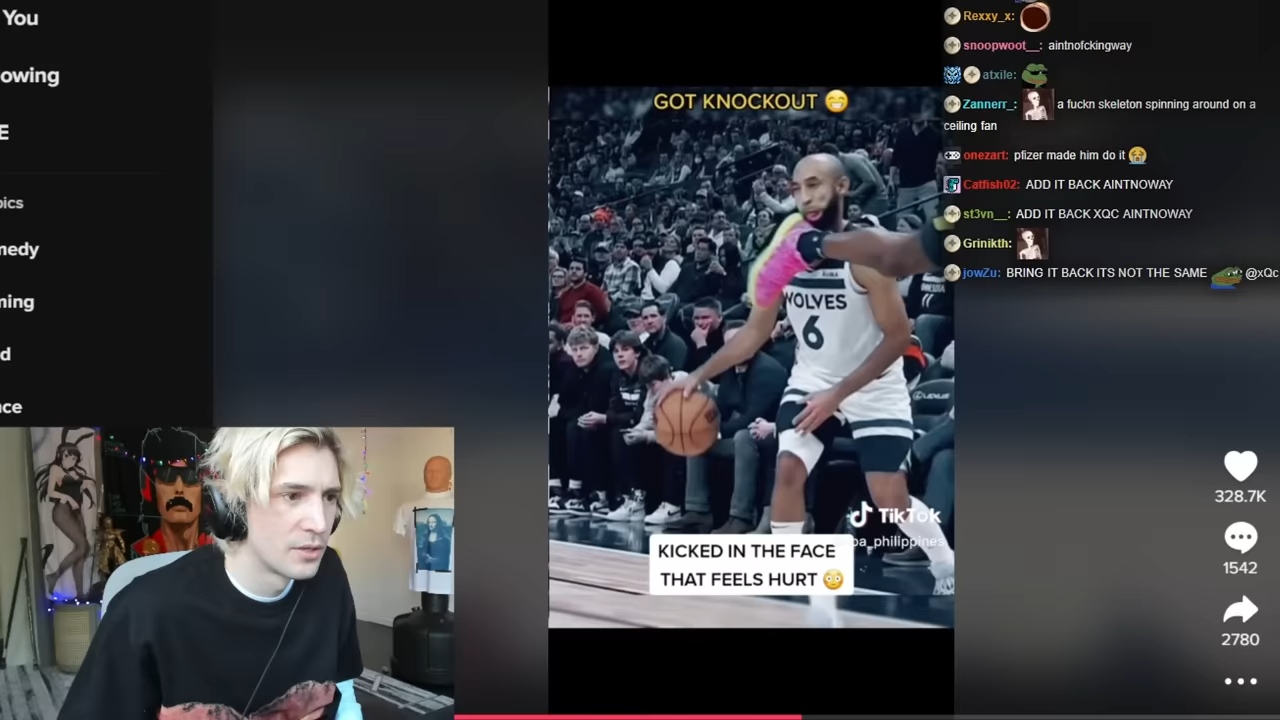 You
owing
E
pics
medy
ning
d
nce
GOT KNOCKOUT 😁
WOLVES
6
LEXUS
TikTok
ba_philippines
KICKED IN THE FACE
THAT FEELS HURT 😳
Rexxy_x:
snoopwoot__: aintnofckingway
atxile:
Zannerr_: a fuckn skeleton spinning around on a
ceiling fan
onezart: pfizer made him do it 😭
Catfish02: ADD IT BACK AINTNOWAY
st3vn__: ADD IT BACK XQC AINTNOWAY
Grinikth:
jowZu: BRING IT BACK ITS NOT THE SAME @xQc
328.7K
1542
2780